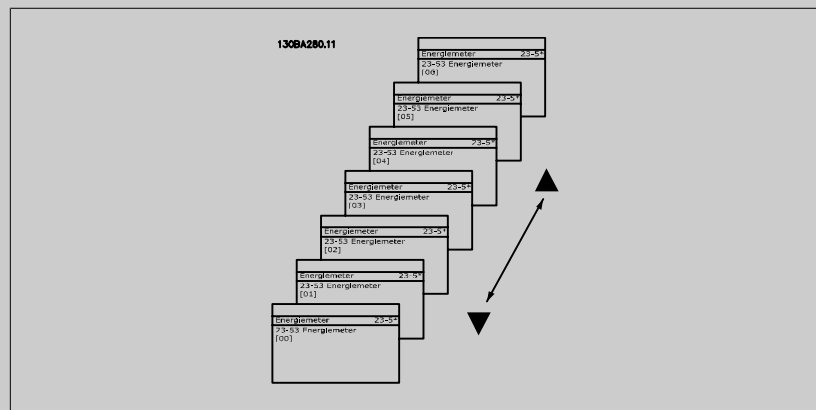 130BA280.11
Energiemeter 23-5*
23-53 Energiemeter
[06]
Energiemeter 23-5*
23-53 Energiemeter
[05]
Energiemeter 23-5*
23-53 Energiemeter
[04]
Energiemeter 23-5*
23-53 Energiemeter
[03]
Energiemeter 23-5*
23-53 Energiemeter
[02]
Energiemeter 23-5*
23-53 Energiemeter
[01]
Energiemeter 23-5*
23-53 Energiemeter
[00]